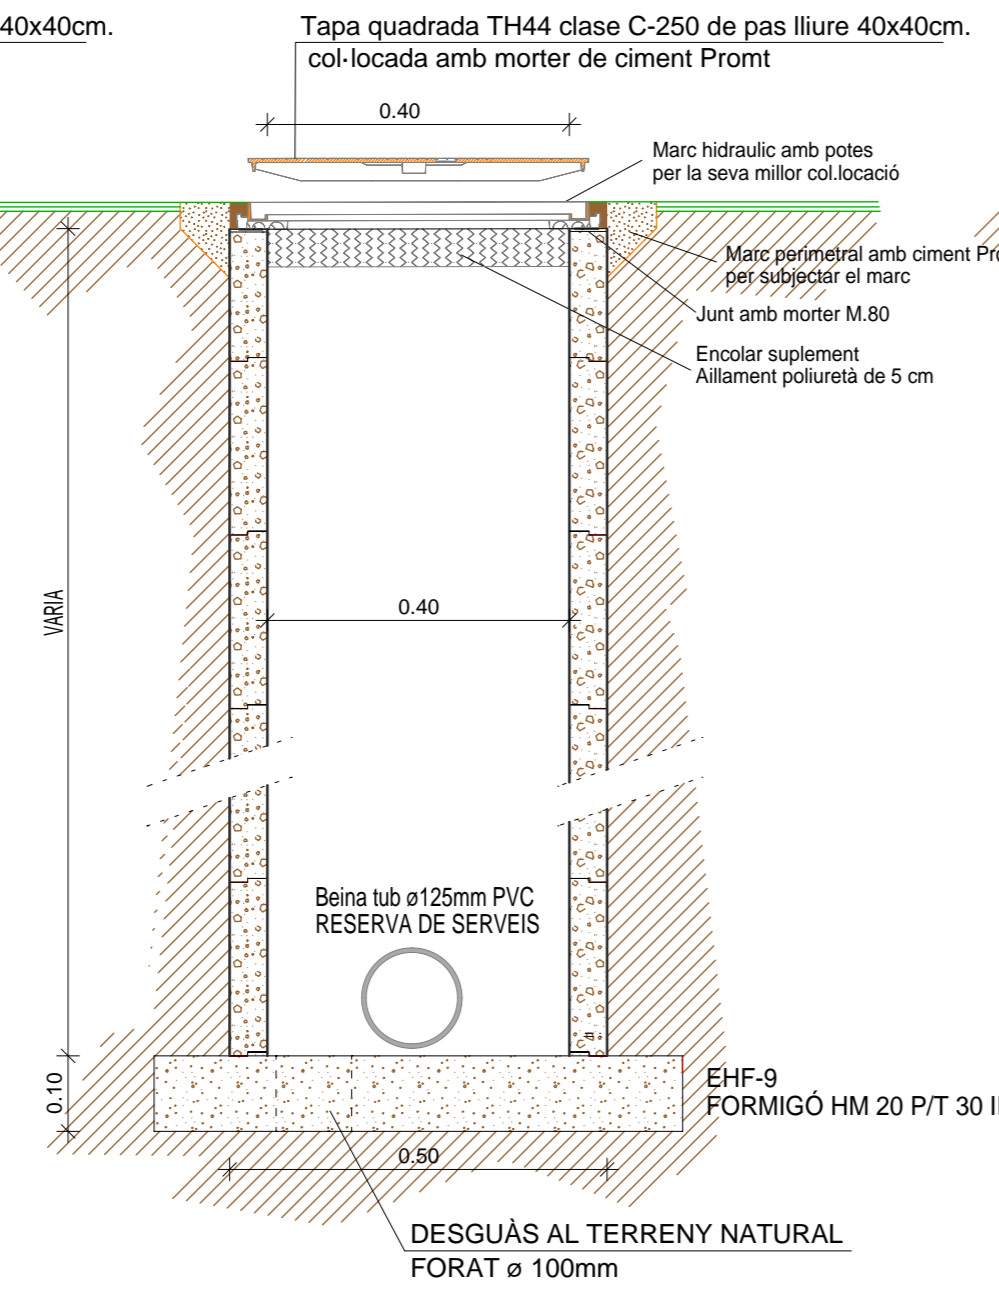 40x40cm.
Tapa quadrada TH44 clase C-250 de pas lliure 40x40cm.
col·locada amb morter de ciment Promt
0.40
Marc hidraulic amb potes
per la seva millor col.locació
Marc perimetral amb ciment Pro
per subjectar el marc
Junt amb morter M.80
Encolar suplement
Aillament poliuretà de 5 cm
VARIA
0.40
Beina tub ø125mm PVC
RESERVA DE SERVEIS
0.10
EHF-9
FORMIGÓ HM 20 P/T 30 II
0.50
DESGUÀS AL TERRENY NATURAL
FORAT ø 100mm